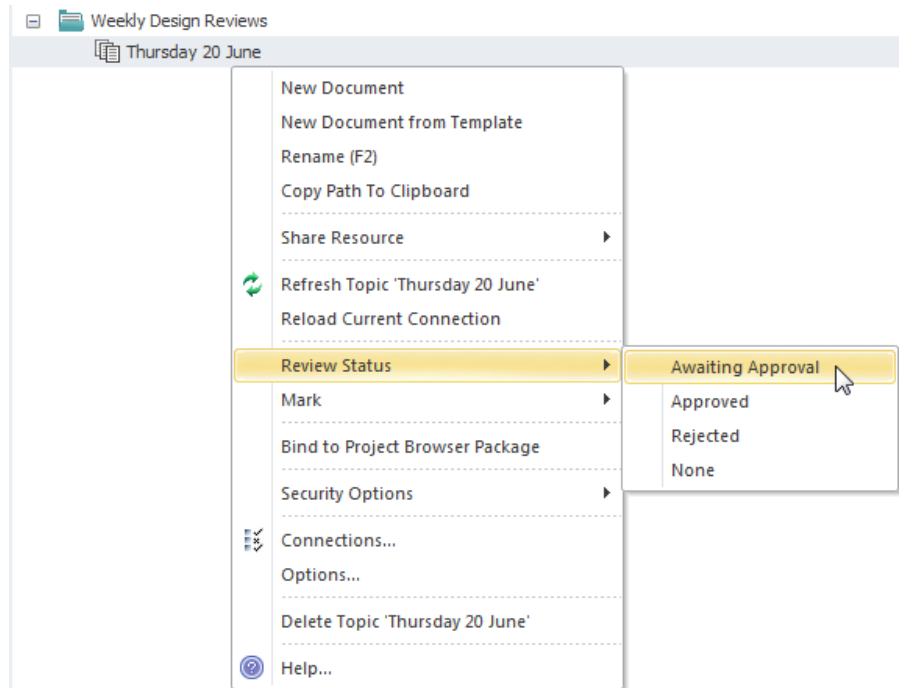 Weekly Design Reviews
Thursday 20 June
New Document
New Document from Template
Rename (F2)
Copy Path To Clipboard
Share Resource
Refresh Topic 'Thursday 20 June'
Reload Current Connection
Review Status
Mark
Bind to Project Browser Package
Security Options
Connections...
Options...
Delete Topic 'Thursday 20 June'
Help...
Awaiting Approval
Approved
Rejected
None